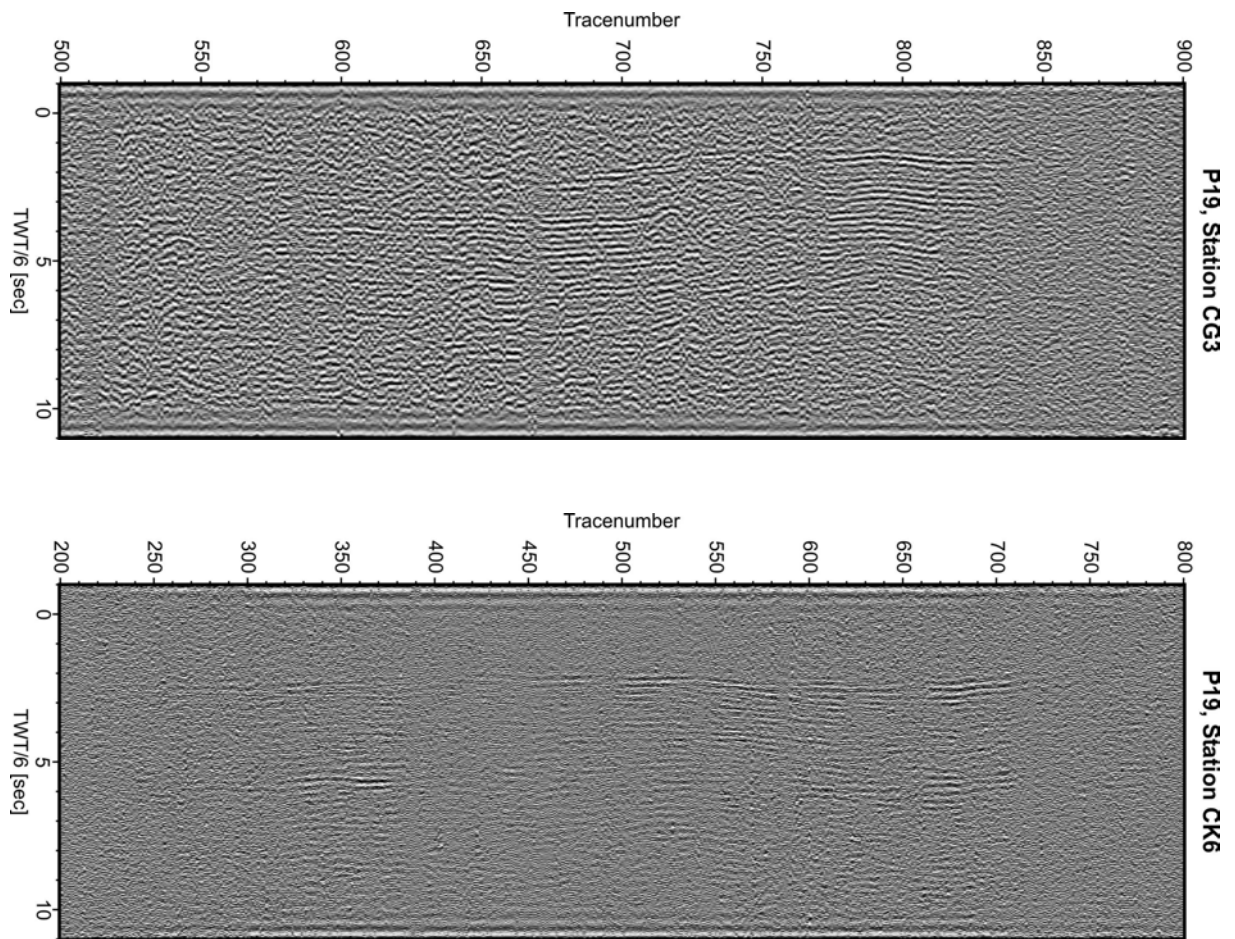 Tracenumber
500 550 600 650 700 750 800 850 900
0
5
10
TWT/6 [sec]
P19, Station CG3
Tracenumber
200 250 300 350 400 450 500 550 600 650 700 750 800
0
5
10
TWT/6 [sec]
P19, Station CK6